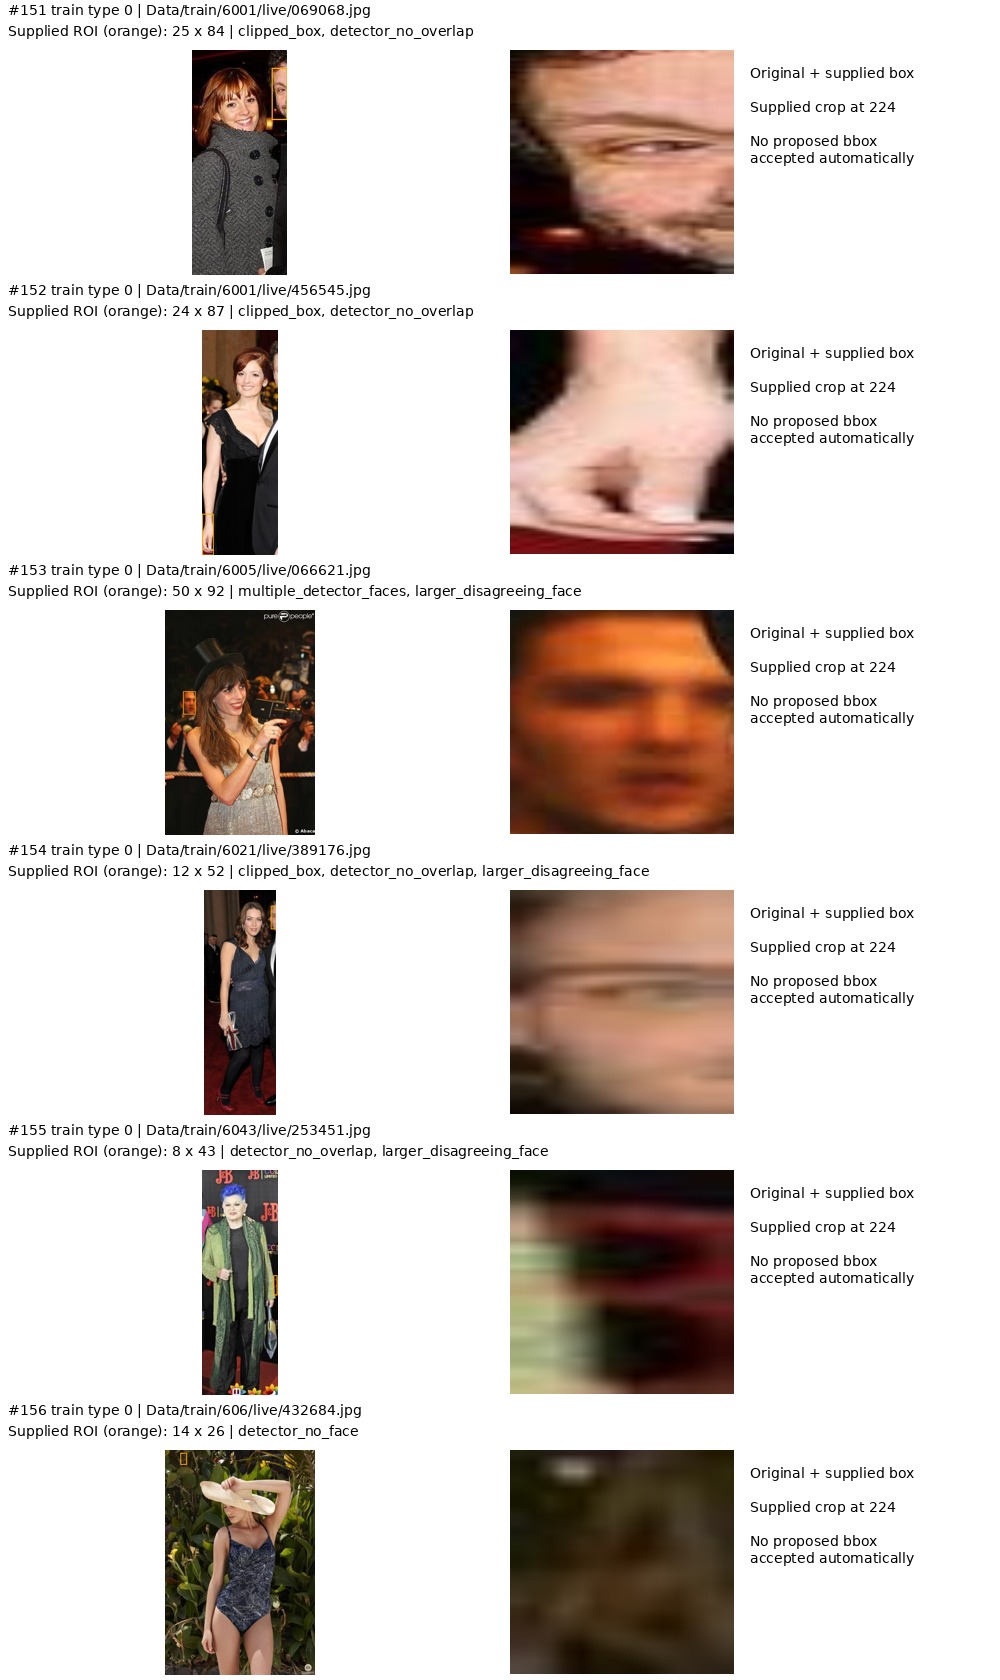 #151 train type 0 | Data/train/6001/live/069068.jpg
Supplied ROI (orange): 25 x 84 | clipped_box, detector_no_overlap
Original + supplied box
Supplied crop at 224
No proposed bbox
accepted automatically
#152 train type 0 | Data/train/6001/live/456545.jpg
Supplied ROI (orange): 24 x 87 | clipped_box, detector_no_overlap
Original + supplied box
Supplied crop at 224
No proposed bbox
accepted automatically
#153 train type 0 | Data/train/6005/live/066621.jpg
Supplied ROI (orange): 50 x 92 | multiple_detector_faces, larger_disagreeing_face
pure people
© Abaca
Original + supplied box
Supplied crop at 224
No proposed bbox
accepted automatically
#154 train type 0 | Data/train/6021/live/389176.jpg
Supplied ROI (orange): 12 x 52 | clipped_box, detector_no_overlap, larger_disagreeing_face
Original + supplied box
Supplied crop at 224
No proposed bbox
accepted automatically
#155 train type 0 | Data/train/6043/live/253451.jpg
Supplied ROI (orange): 8 x 43 | detector_no_overlap, larger_disagreeing_face
J&B
Original + supplied box
Supplied crop at 224
No proposed bbox
accepted automatically
#156 train type 0 | Data/train/606/live/432684.jpg
Supplied ROI (orange): 14 x 26 | detector_no_face
Original + supplied box
Supplied crop at 224
No proposed bbox
accepted automatically